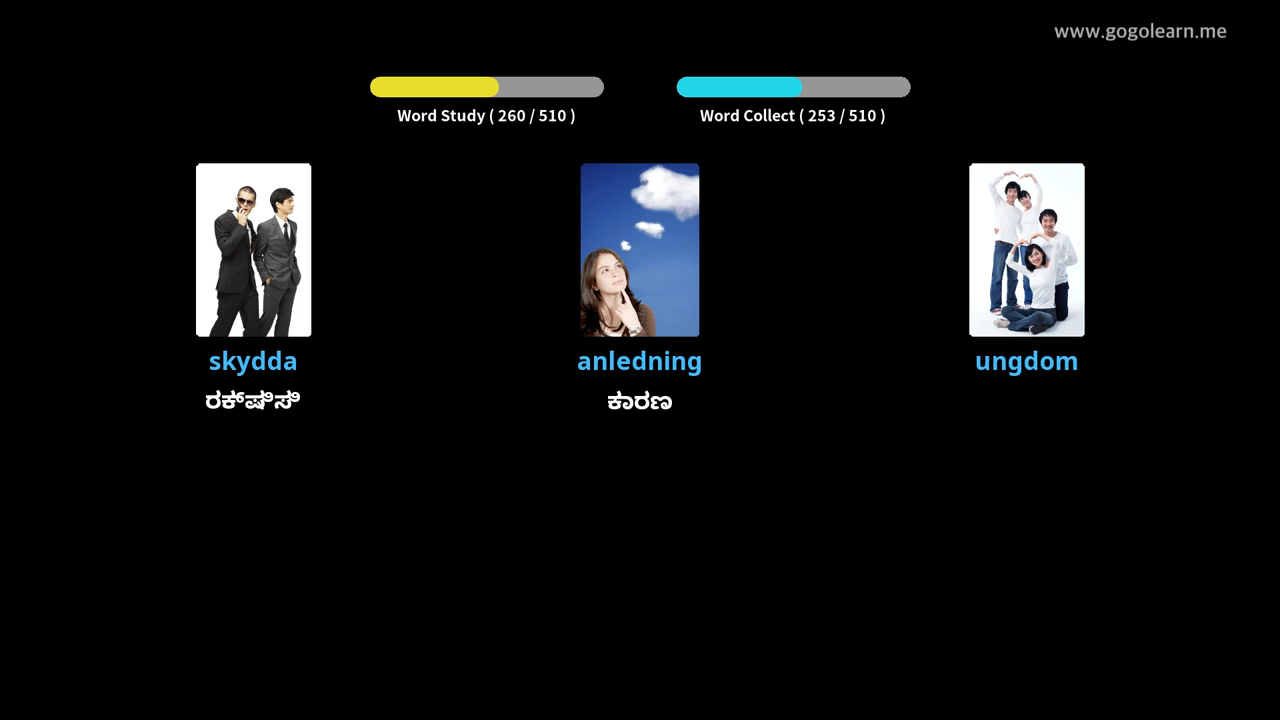 www.gogolearn.me
Word Study ( 260 / 510 )
Word Collect ( 253 / 510 )
skydda
anledning
ungdom
ರಕ್ಷಿಸಿ
ಕಾರಣ